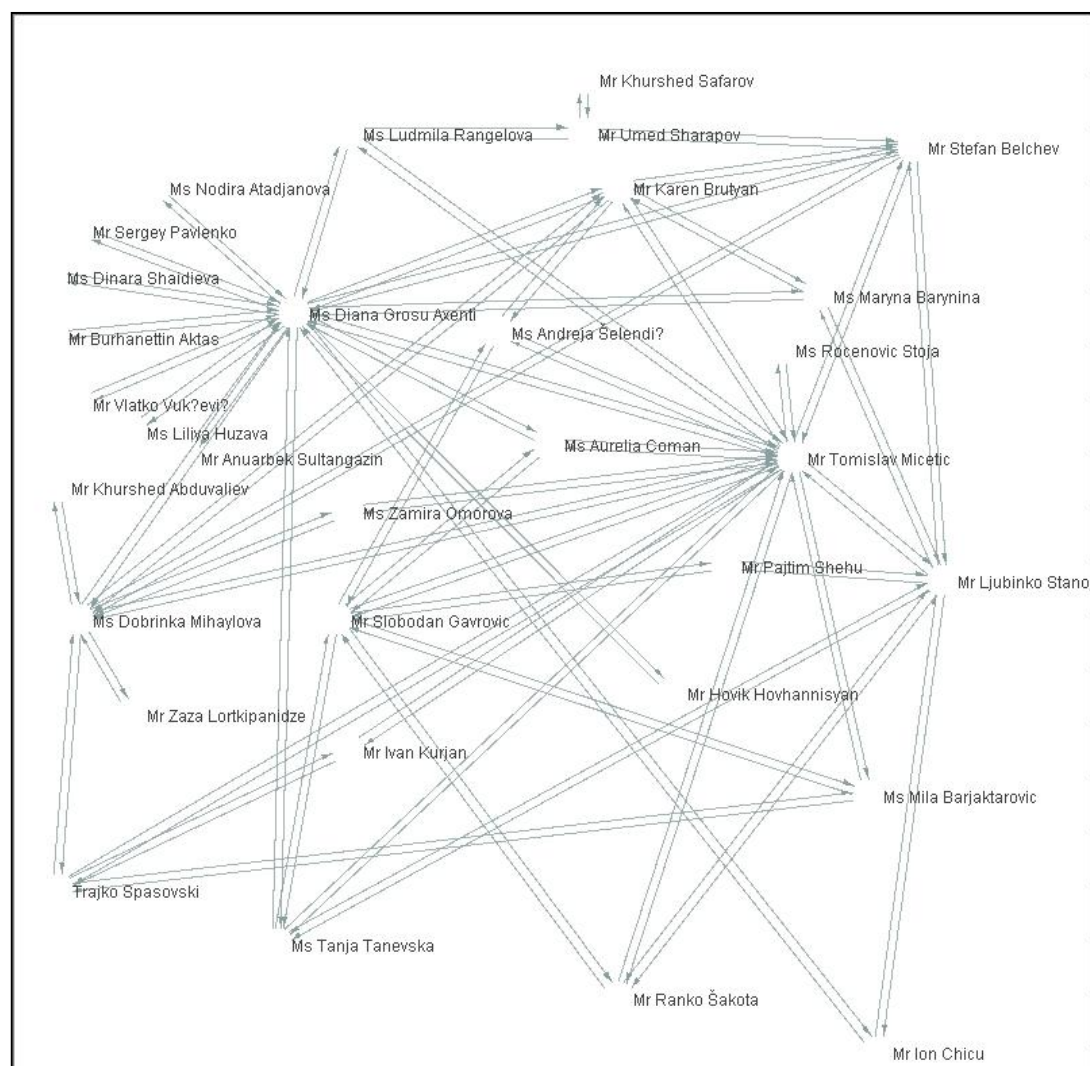 Mr Khurshed Safarov
Ms Ludmila Rangelova
Mr Umed Sharapov
Mr Stefan Belchev
Ms Nodira Atadjanova
Mr Karen Brutyan
Mr Sergey Pavlenko
Ms Dinara Shaidieva
Ms Maryna Barynina
Ms Diana Grosu Axenti
Mr Burhanettin Aktas
Ms Andreja Šelendi?
Ms Rocenovic Stoja
Mr Vlatko Vuk?evi?
Ms Liliya Huzava
Ms Aurelia Coman
Mr Anuarbek Sultangazin
Mr Tomislav Micetic
Mr Khurshed Abduvaliev
Ms Zamira Omorova
Mr Pajtim Shehu
Mr Ljubinko Stano
Ms Dobrinka Mihaylova
Mr Slobodan Gavrovic
Mr Hovik Hovhannisyan
Mr Zaza Lortkipanidze
Mr Ivan Kurjan
Ms Mila Barjaktarovic
Trajko Spasovski
Ms Tanja Tanevska
Mr Ranko Šakota
Mr Ion Chicu